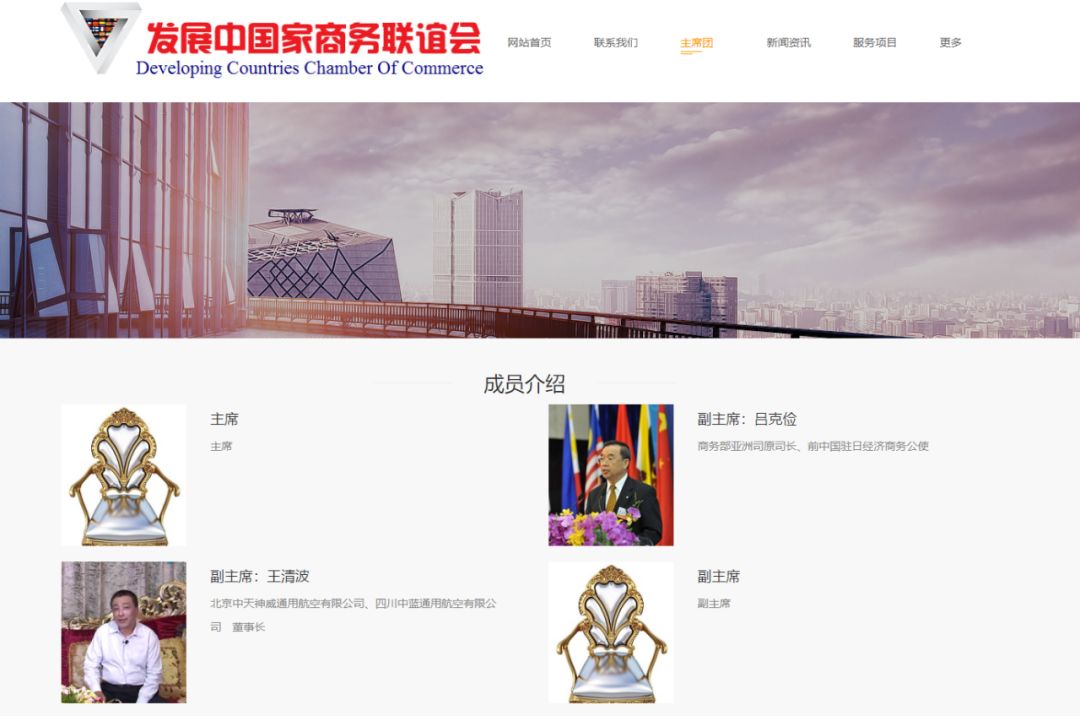 发展中国家商务联谊会
Developing Countries Chamber Of Commerce
网站首页 联系我们 主席团 新闻资讯 服务项目 更多
成员介绍
主席
主席
副主席：吕克俭
商务部亚洲司原司长、前中国驻日经济商务公使
副主席：王清波
北京中天神威通用航空有限公司、四川中蓝通用航空有限公
司 董事长
副主席
副主席